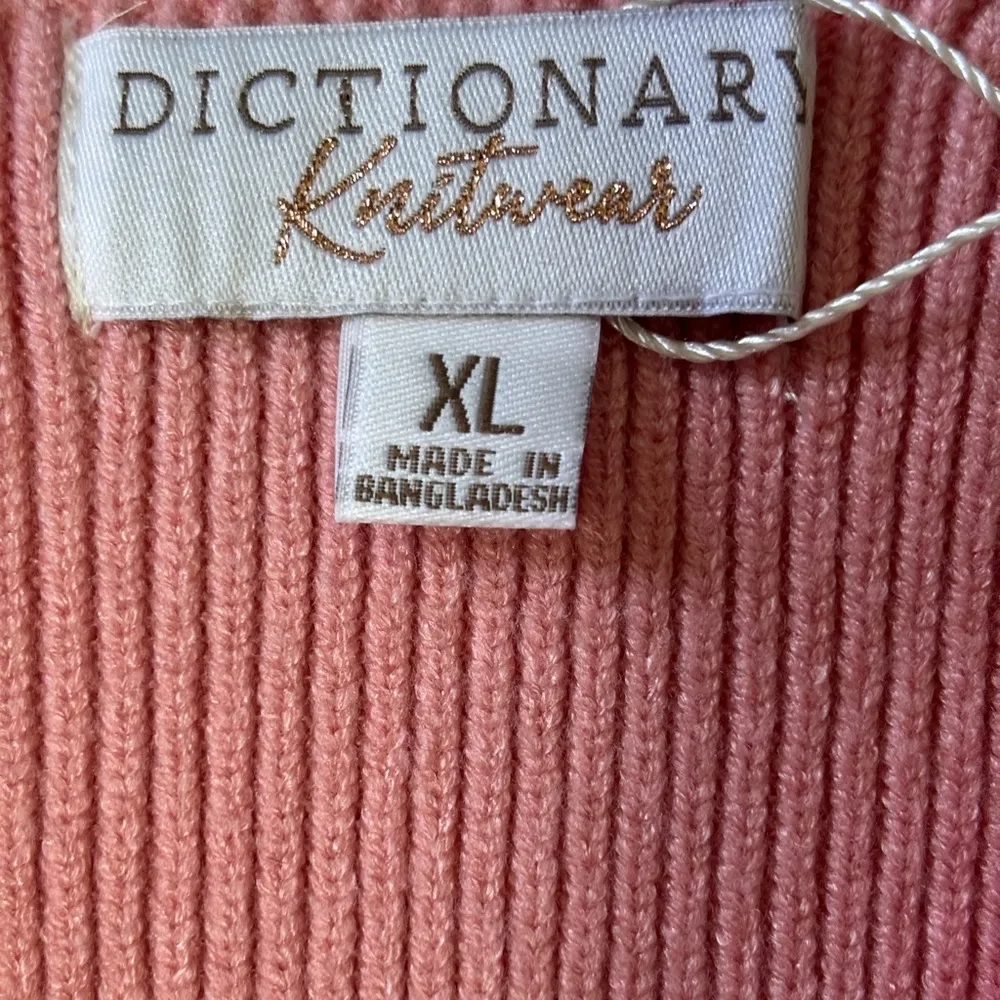 DICTIONARY
Knitwear
XL
MADE IN
BANGLADESH